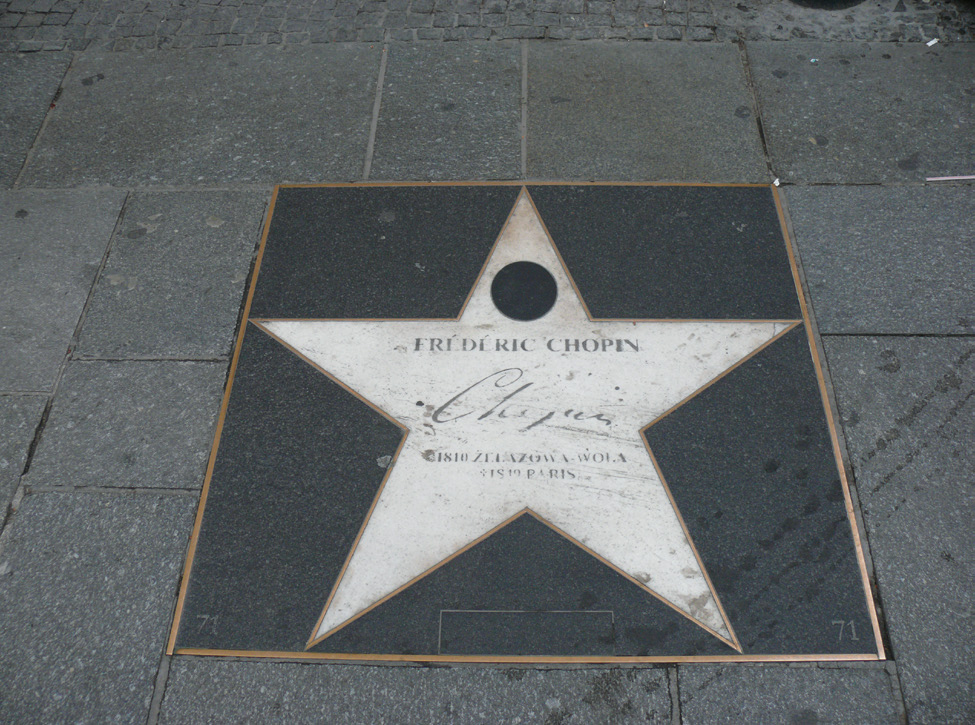 FRÉDÉRIC CHOPIN
Chopin
*1810 ŻELAZOWA-WOLA
†1849 PARIS
71 71